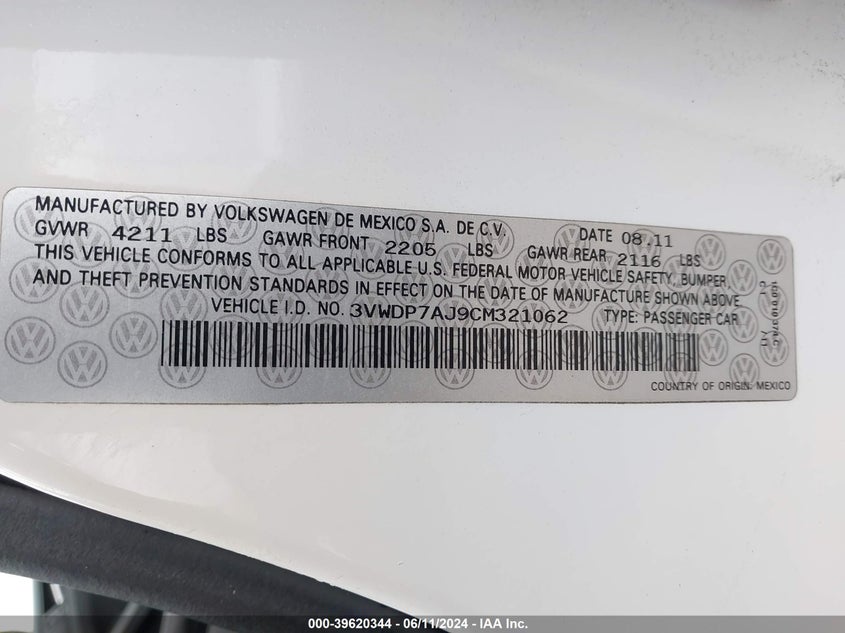 MANUFACTURED BY VOLKSWAGEN DE MEXICO S.A. DE C.V. DATE 08.11
GVWR 4211 LBS GAWR FRONT 2205 LBS GAWR REAR 2116 LBS
THIS VEHICLE CONFORMS TO ALL APPLICABLE U.S. FEDERAL MOTOR VEHICLE SAFETY, BUMPER,
AND THEFT PREVENTION STANDARDS IN EFFECT ON THE DATE OF MANUFACTURE SHOWN ABOVE.
VEHICLE I.D. NO. 3VWDP7AJ9CM321062 TYPE: PASSENGER CAR
COUNTRY OF ORIGIN: MEXICO
000-39620344 - 06/11/2024 - IAA Inc.